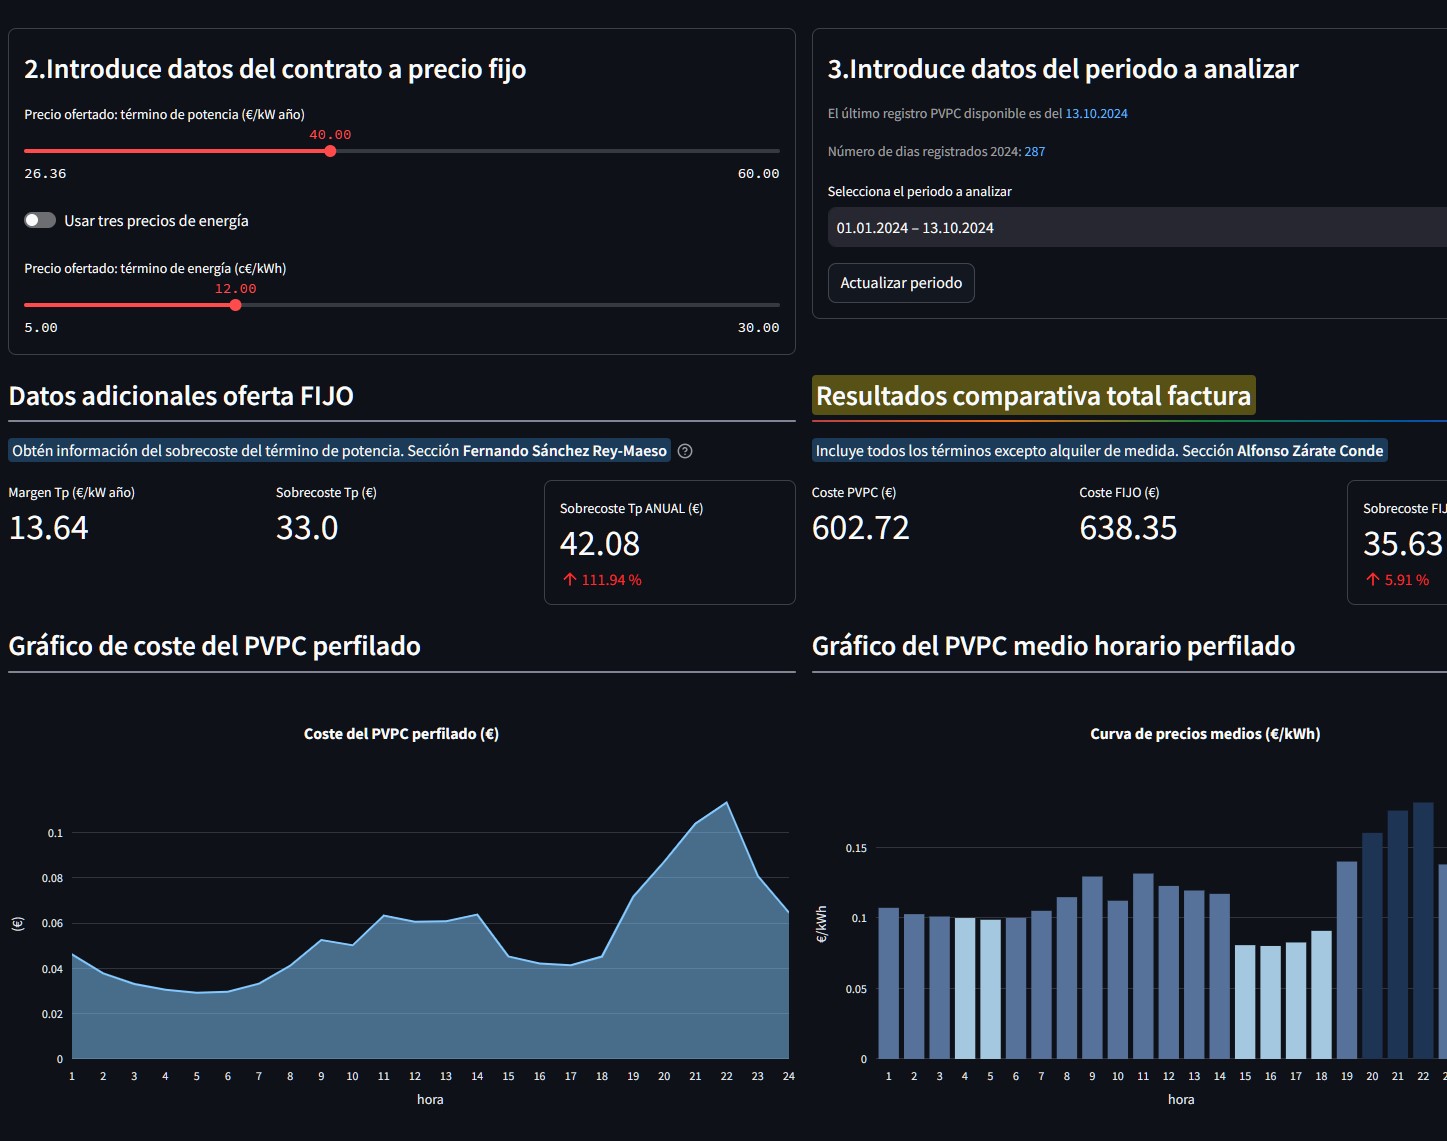 2.Introduce datos del contrato a precio fijo
Precio ofertado: término de potencia (€/kW año)
40.00
26.36
60.00
Usar tres precios de energía
Precio ofertado: término de energía (c€/kWh)
12.00
5.00
30.00
3.Introduce datos del periodo a analizar
El último registro PVPC disponible es del 13.10.2024
Número de dias registrados 2024: 287
Selecciona el periodo a analizar
01.01.2024 – 13.10.2024
Actualizar periodo
Datos adicionales oferta FIJO
Obtén información del sobrecoste del término de potencia. Sección Fernando Sánchez Rey-Maeso
Margen Tp (€/kW año)
13.64
Sobrecoste Tp (€)
33.0
Sobrecoste Tp ANUAL (€)
42.08
↑ 111.94 %
Resultados comparativa total factura
Incluye todos los términos excepto alquiler de medida. Sección Alfonso Zárate Conde
Coste PVPC (€)
602.72
Coste FIJO (€)
638.35
Sobrecoste FIJ
35.63
↑ 5.91 %
Gráfico de coste del PVPC perfilado
Coste del PVPC perfilado (€)
(€)
0.1
0.08
0.06
0.04
0.02
0
1 2 3 4 5 6 7 8 9 10 11 12 13 14 15 16 17 18 19 20 21 22 23 24
hora
Gráfico del PVPC medio horario perfilado
Curva de precios medios (€/kWh)
€/kWh
0.15
0.1
0.05
0
1 2 3 4 5 6 7 8 9 10 11 12 13 14 15 16 17 18 19 20 21 22 2
hora